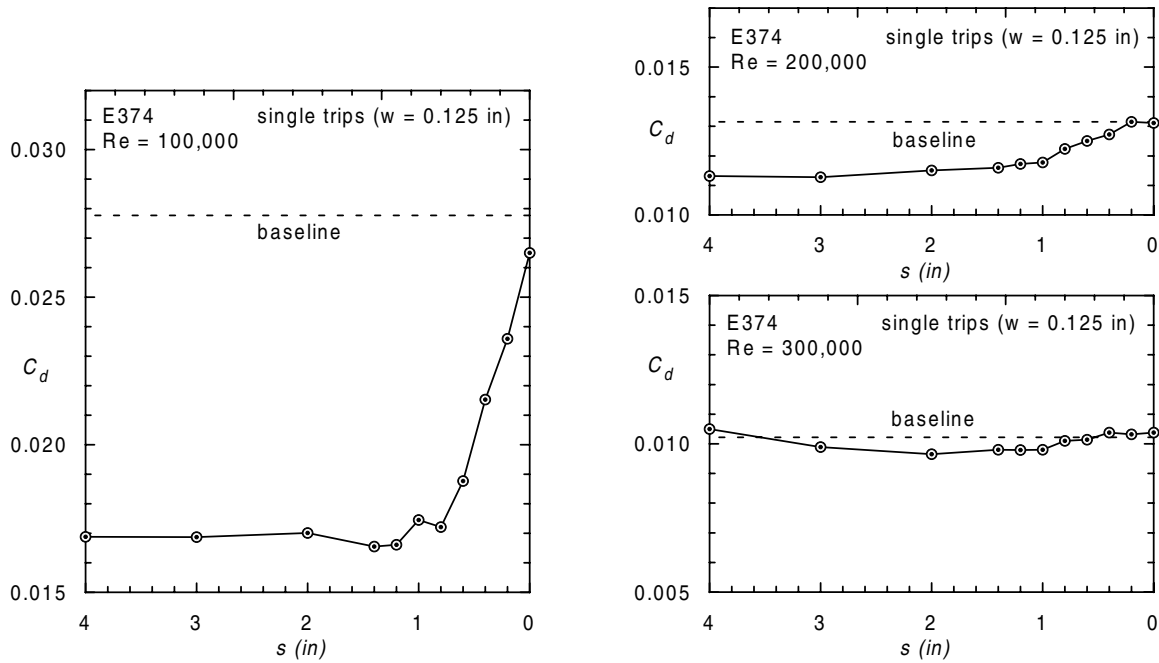 E374 single trips (w = 0.125 in)
Re = 100,000
0.030
baseline
0.025
C_d
0.020
0.015
4 3 2 1 0
s (in)
E374 single trips (w = 0.125 in)
Re = 200,000
0.015
C_d
baseline
0.010
4 3 2 1 0
s (in)
0.015
E374 single trips (w = 0.125 in)
Re = 300,000
C_d
baseline
0.010
0.005
4 3 2 1 0
s (in)